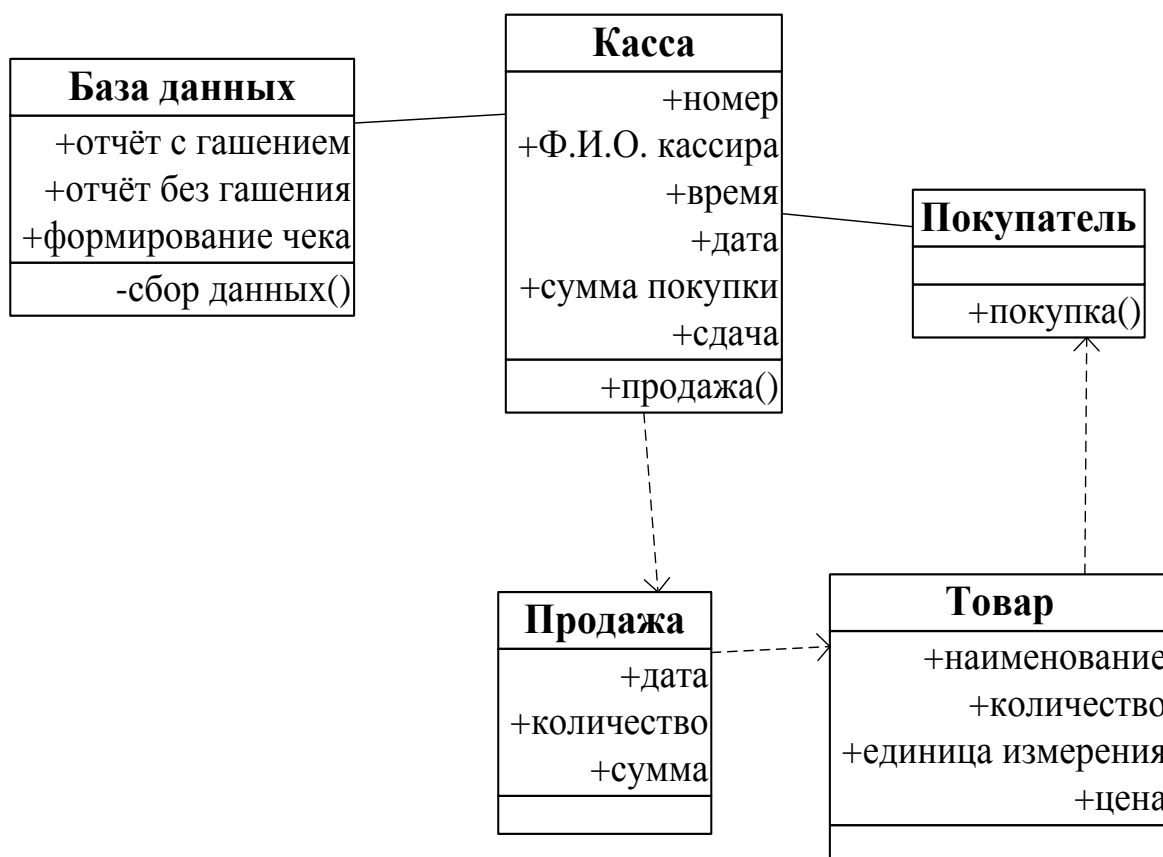 База данных
+отчёт с гашением
+отчёт без гашения
+формирование чека
-сбор данных()
Касса
+номер
+Ф.И.О. кассира
+время
+дата
+сумма покупки
+сдача
+продажа()
Покупатель
+покупка()
Продажа
+дата
+количество
+сумма
Товар
+наименование
+количество
+единица измерения
+цена